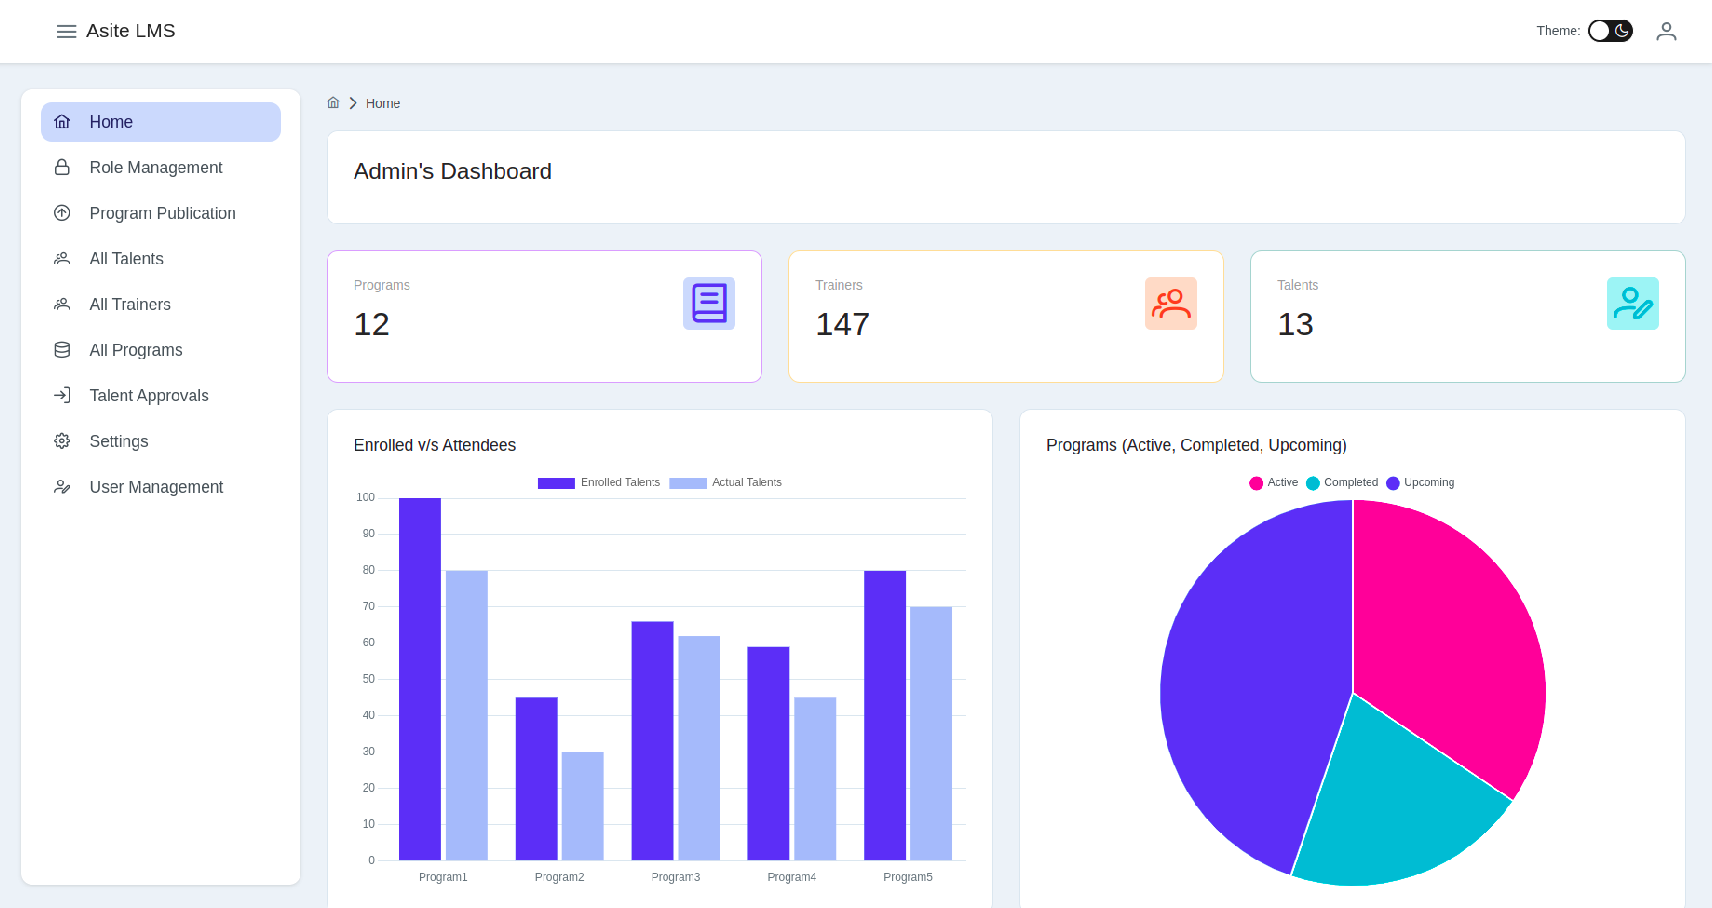 Asite LMS
Theme:
Home
Role Management
Program Publication
All Talents
All Trainers
All Programs
Talent Approvals
Settings
User Management
Home
Admin's Dashboard
Programs
12
Trainers
147
Talents
13
Enrolled v/s Attendees
Enrolled Talents Actual Talents
100
90
80
70
60
50
40
30
20
10
0
Program1 Program2 Program3 Program4 Program5
Programs (Active, Completed, Upcoming)
Active Completed Upcoming